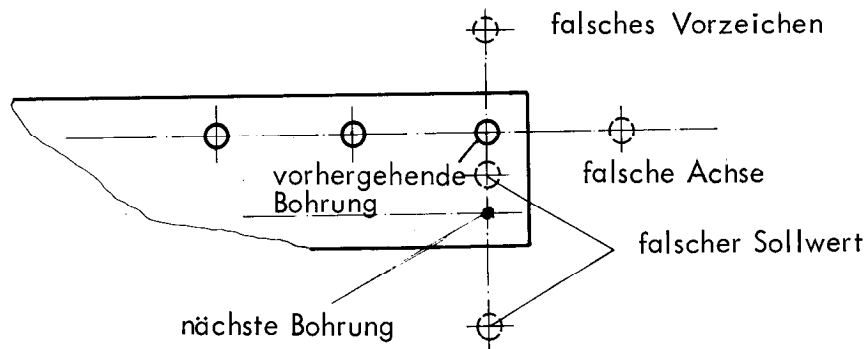 falsches Vorzeichen
vorhergehende
Bohrung
falsche Achse
falscher Sollwert
nächste Bohrung